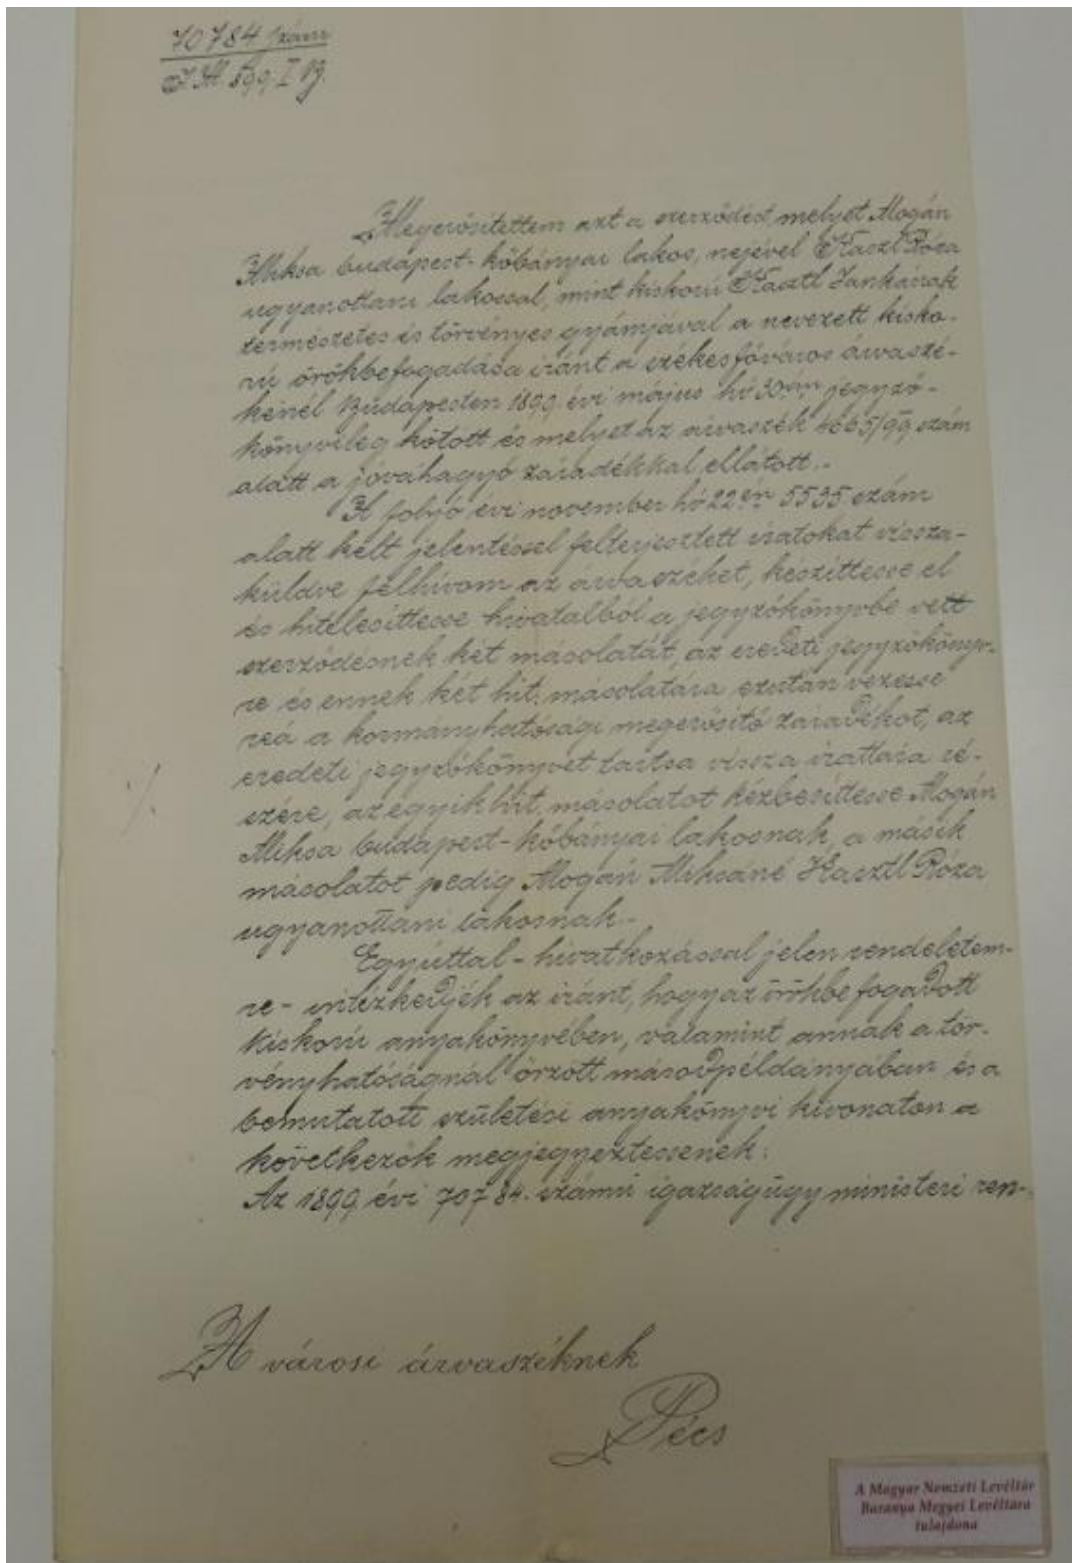 70784 szám
I. M. 899 I B.
Megerősítettem azt a szerződést, melyet Mogán
Miksa budapest-kőbányai lakos, nejével Hasztl Róza
ugyanottani lakossal, mint kiskorú Hasztl Jankának
természetes és törvényes gyámjával a nevezett kisko-
rú örökbefogadása iránt a székesfőváros árvaszé-
kénél Budapesten 1899. évi május hó 30án jegyző-
könyvileg kötött és melyet az árvaszék 4665/99 szám
alatt a jóváhagyó záradékkal ellátott.-
A folyó évi november hó 22én 5535 szám
alatt kelt jelentéssel felterjesztett iratokat vissza-
küldve felhívom az árvaszéket, készíttesse el
és hitelesíttesse hivatalból a jegyzőkönyvbe vett
szerződésnek két másolatát, az eredeti jegyzőköny-
re és ennek két hit. másolatára ezután vezesse
reá a kormányhatósági megerősítő záradékot, az
eredeti jegyzőkönyvet tartsa vissza irattára ré-
szére, az egyik hit. másolatot kézbesíttesse Mogán
Miksa budapest-kőbányai lakosnak, a másik
másolatot pedig Mogán Miksáné Hasztl Róza
ugyanottani lakosnak.-
Egyúttal - hivatkozással jelen rendeletem-
re - intézkedjék az iránt, hogy az örökbe fogadott
kiskorú anyakönyvében, valamint annak a tör-
vényhatóságnál őrzött másodpéldányában és a
bemutatott születési anyakönyvi kivonaton a
következők megjegyeztessenek:
Az 1899 évi 70784. számú igazságügy ministeri ren-
A városi árvaszéknek
Pécs
A Magyar Nemzeti Levéltár
Baranya Megyei Levéltára
tulajdona